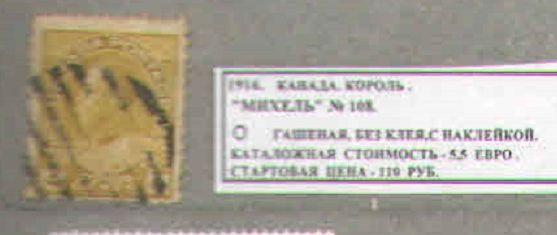 1916. КАНАДА. КОРОЛЬ.
"МИХЕЛЬ" № 108.
О ГАШЕНАЯ, БЕЗ КЛЕЯ,С НАКЛЕЙКОЙ.
КАТАЛОЖНАЯ СТОИМОСТЬ - 5,5 ЕВРО.
СТАРТОВАЯ ЦЕНА - 110 РУБ.